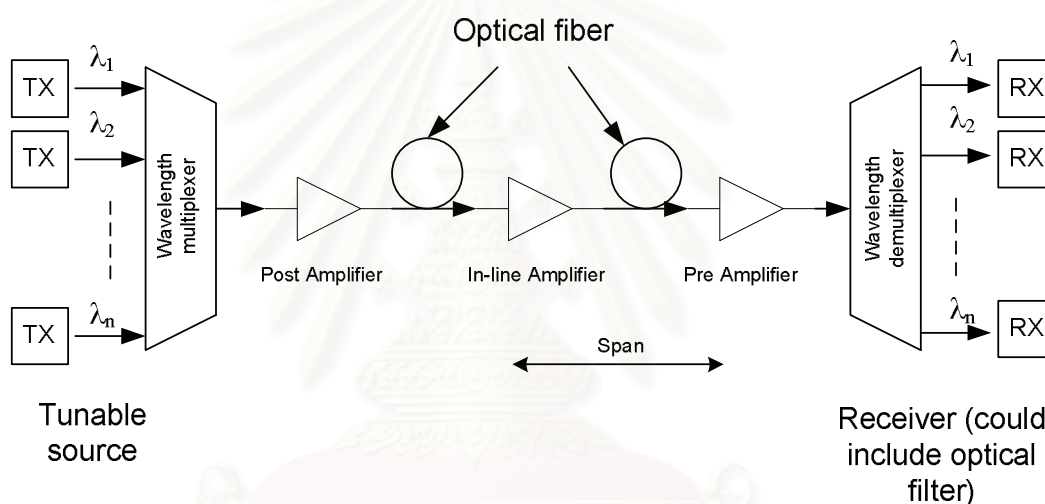 Optical fiber
TX
λ1
TX
λ2
TX
λn
Wavelength
multiplexer
Post Amplifier
In-line Amplifier
Pre Amplifier
Span
Wavelength
demultiplexer
λ1
RX
λ2
RX
λn
RX
Tunable
source
Receiver (could
include optical
filter)